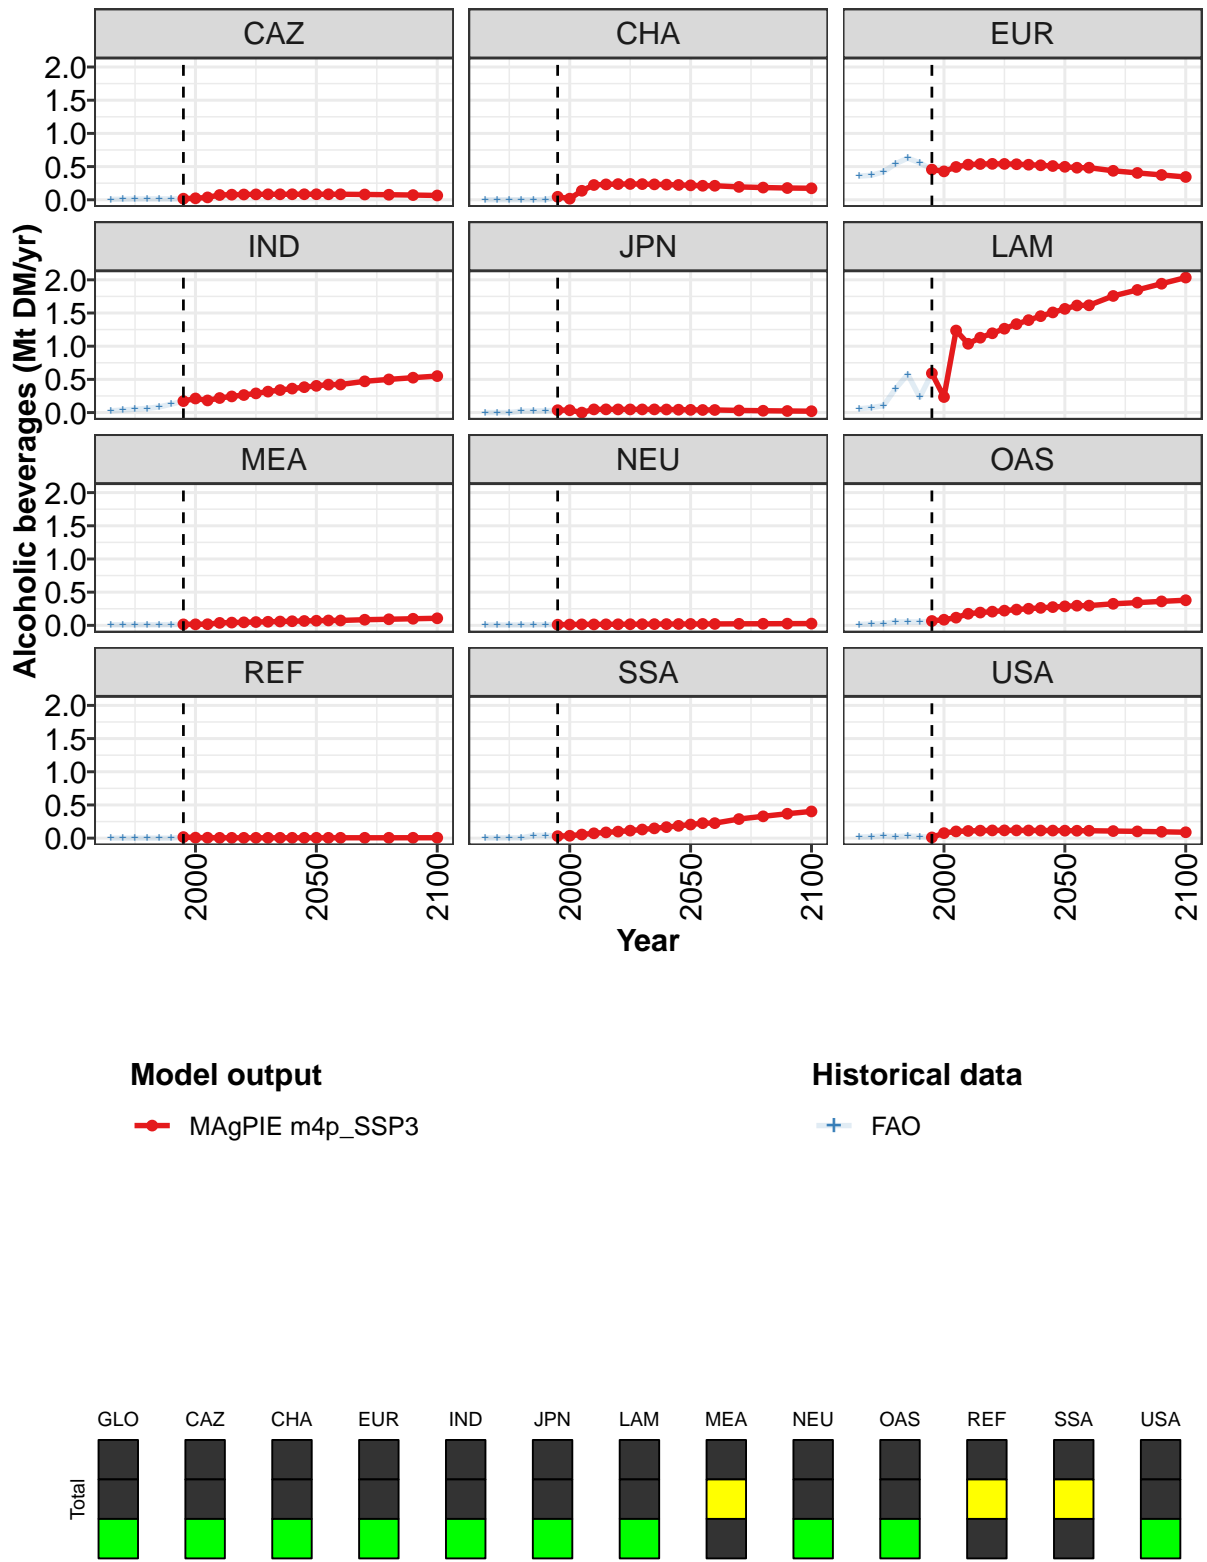 CAZ CHA EUR
2.0
1.5
1.0
0.5
0.0
IND JPN LAM
2.0
1.5
1.0
0.5
0.0
MEA NEU OAS
2.0
1.5
1.0
0.5
0.0
REF SSA USA
2.0
1.5
1.0
0.5
0.0
Alcoholic beverages (Mt DM/yr)
2000 2050 2100 2000 2050 2100 2000 2050 2100
Year
Model output Historical data
MAgPIE m4p_SSP3 FAO
GLO CAZ CHA EUR IND JPN LAM MEA NEU OAS REF SSA USA
Total